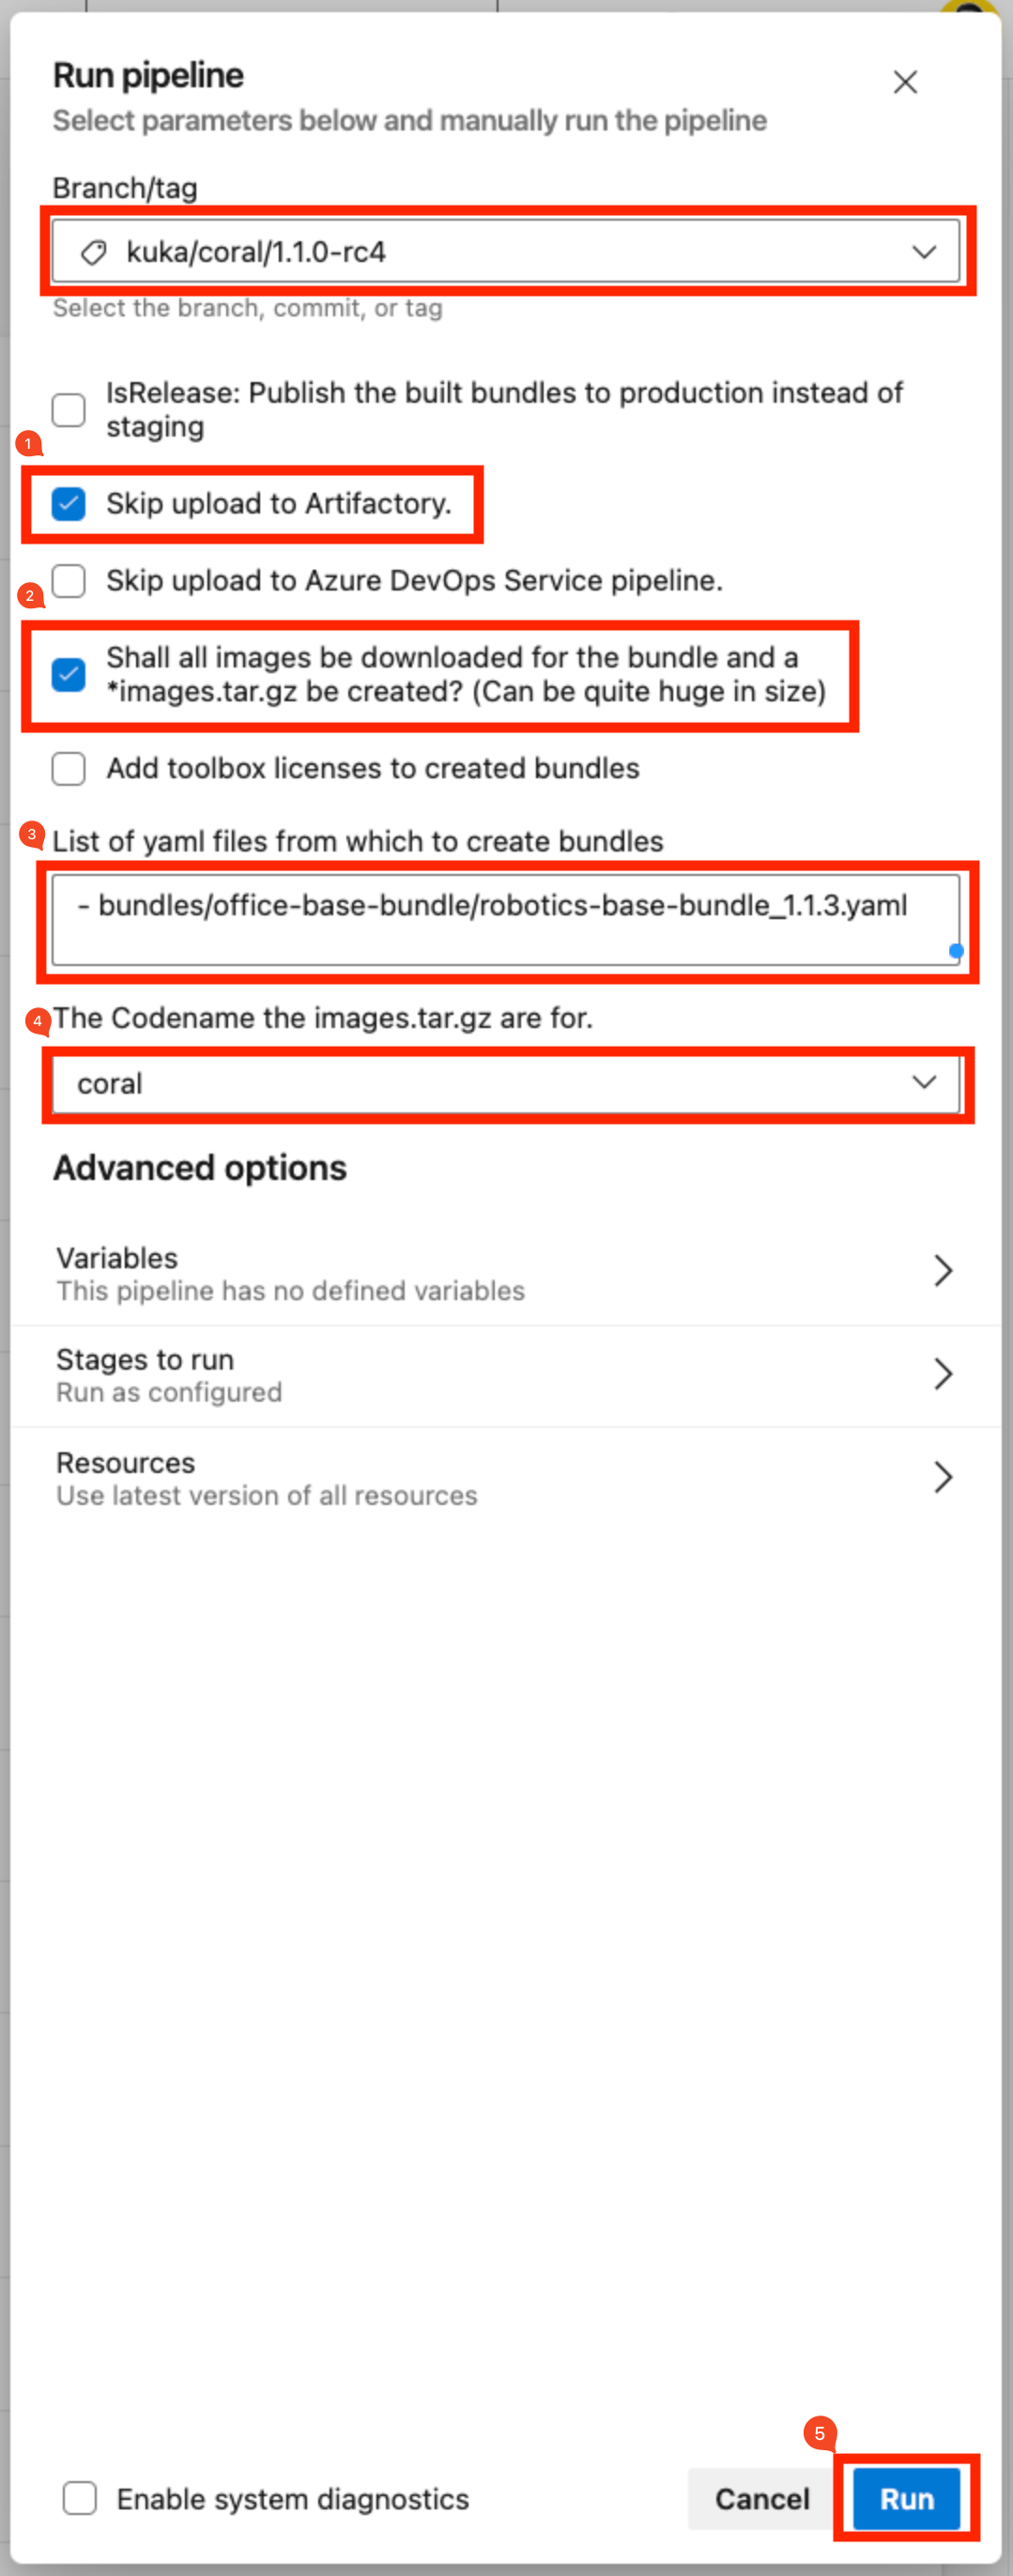 Run pipeline
Select parameters below and manually run the pipeline
Branch/tag
kuka/coral/1.1.0-rc4
Select the branch, commit, or tag
IsRelease: Publish the built bundles to production instead of
staging
1
Skip upload to Artifactory.
Skip upload to Azure DevOps Service pipeline.
2
Shall all images be downloaded for the bundle and a
*images.tar.gz be created? (Can be quite huge in size)
Add toolbox licenses to created bundles
3
List of yaml files from which to create bundles
- bundles/office-base-bundle/robotics-base-bundle_1.1.3.yaml
4
The Codename the images.tar.gz are for.
coral
Advanced options
Variables
This pipeline has no defined variables
Stages to run
Run as configured
Resources
Use latest version of all resources
5
Enable system diagnostics
Cancel
Run